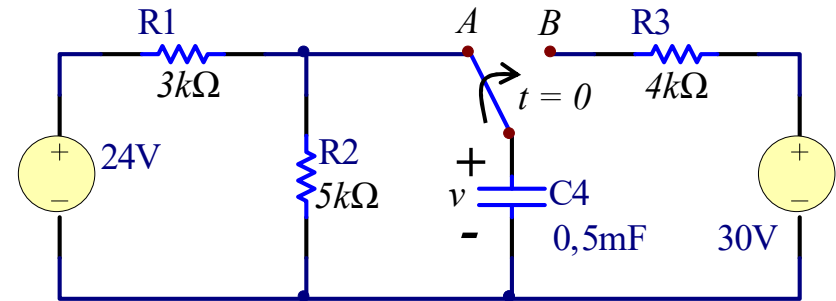 R1 A B R3
3kΩ t = 0 4kΩ
+ 24V R2 + +
− 5kΩ v C4 −
- 0,5mF 30V